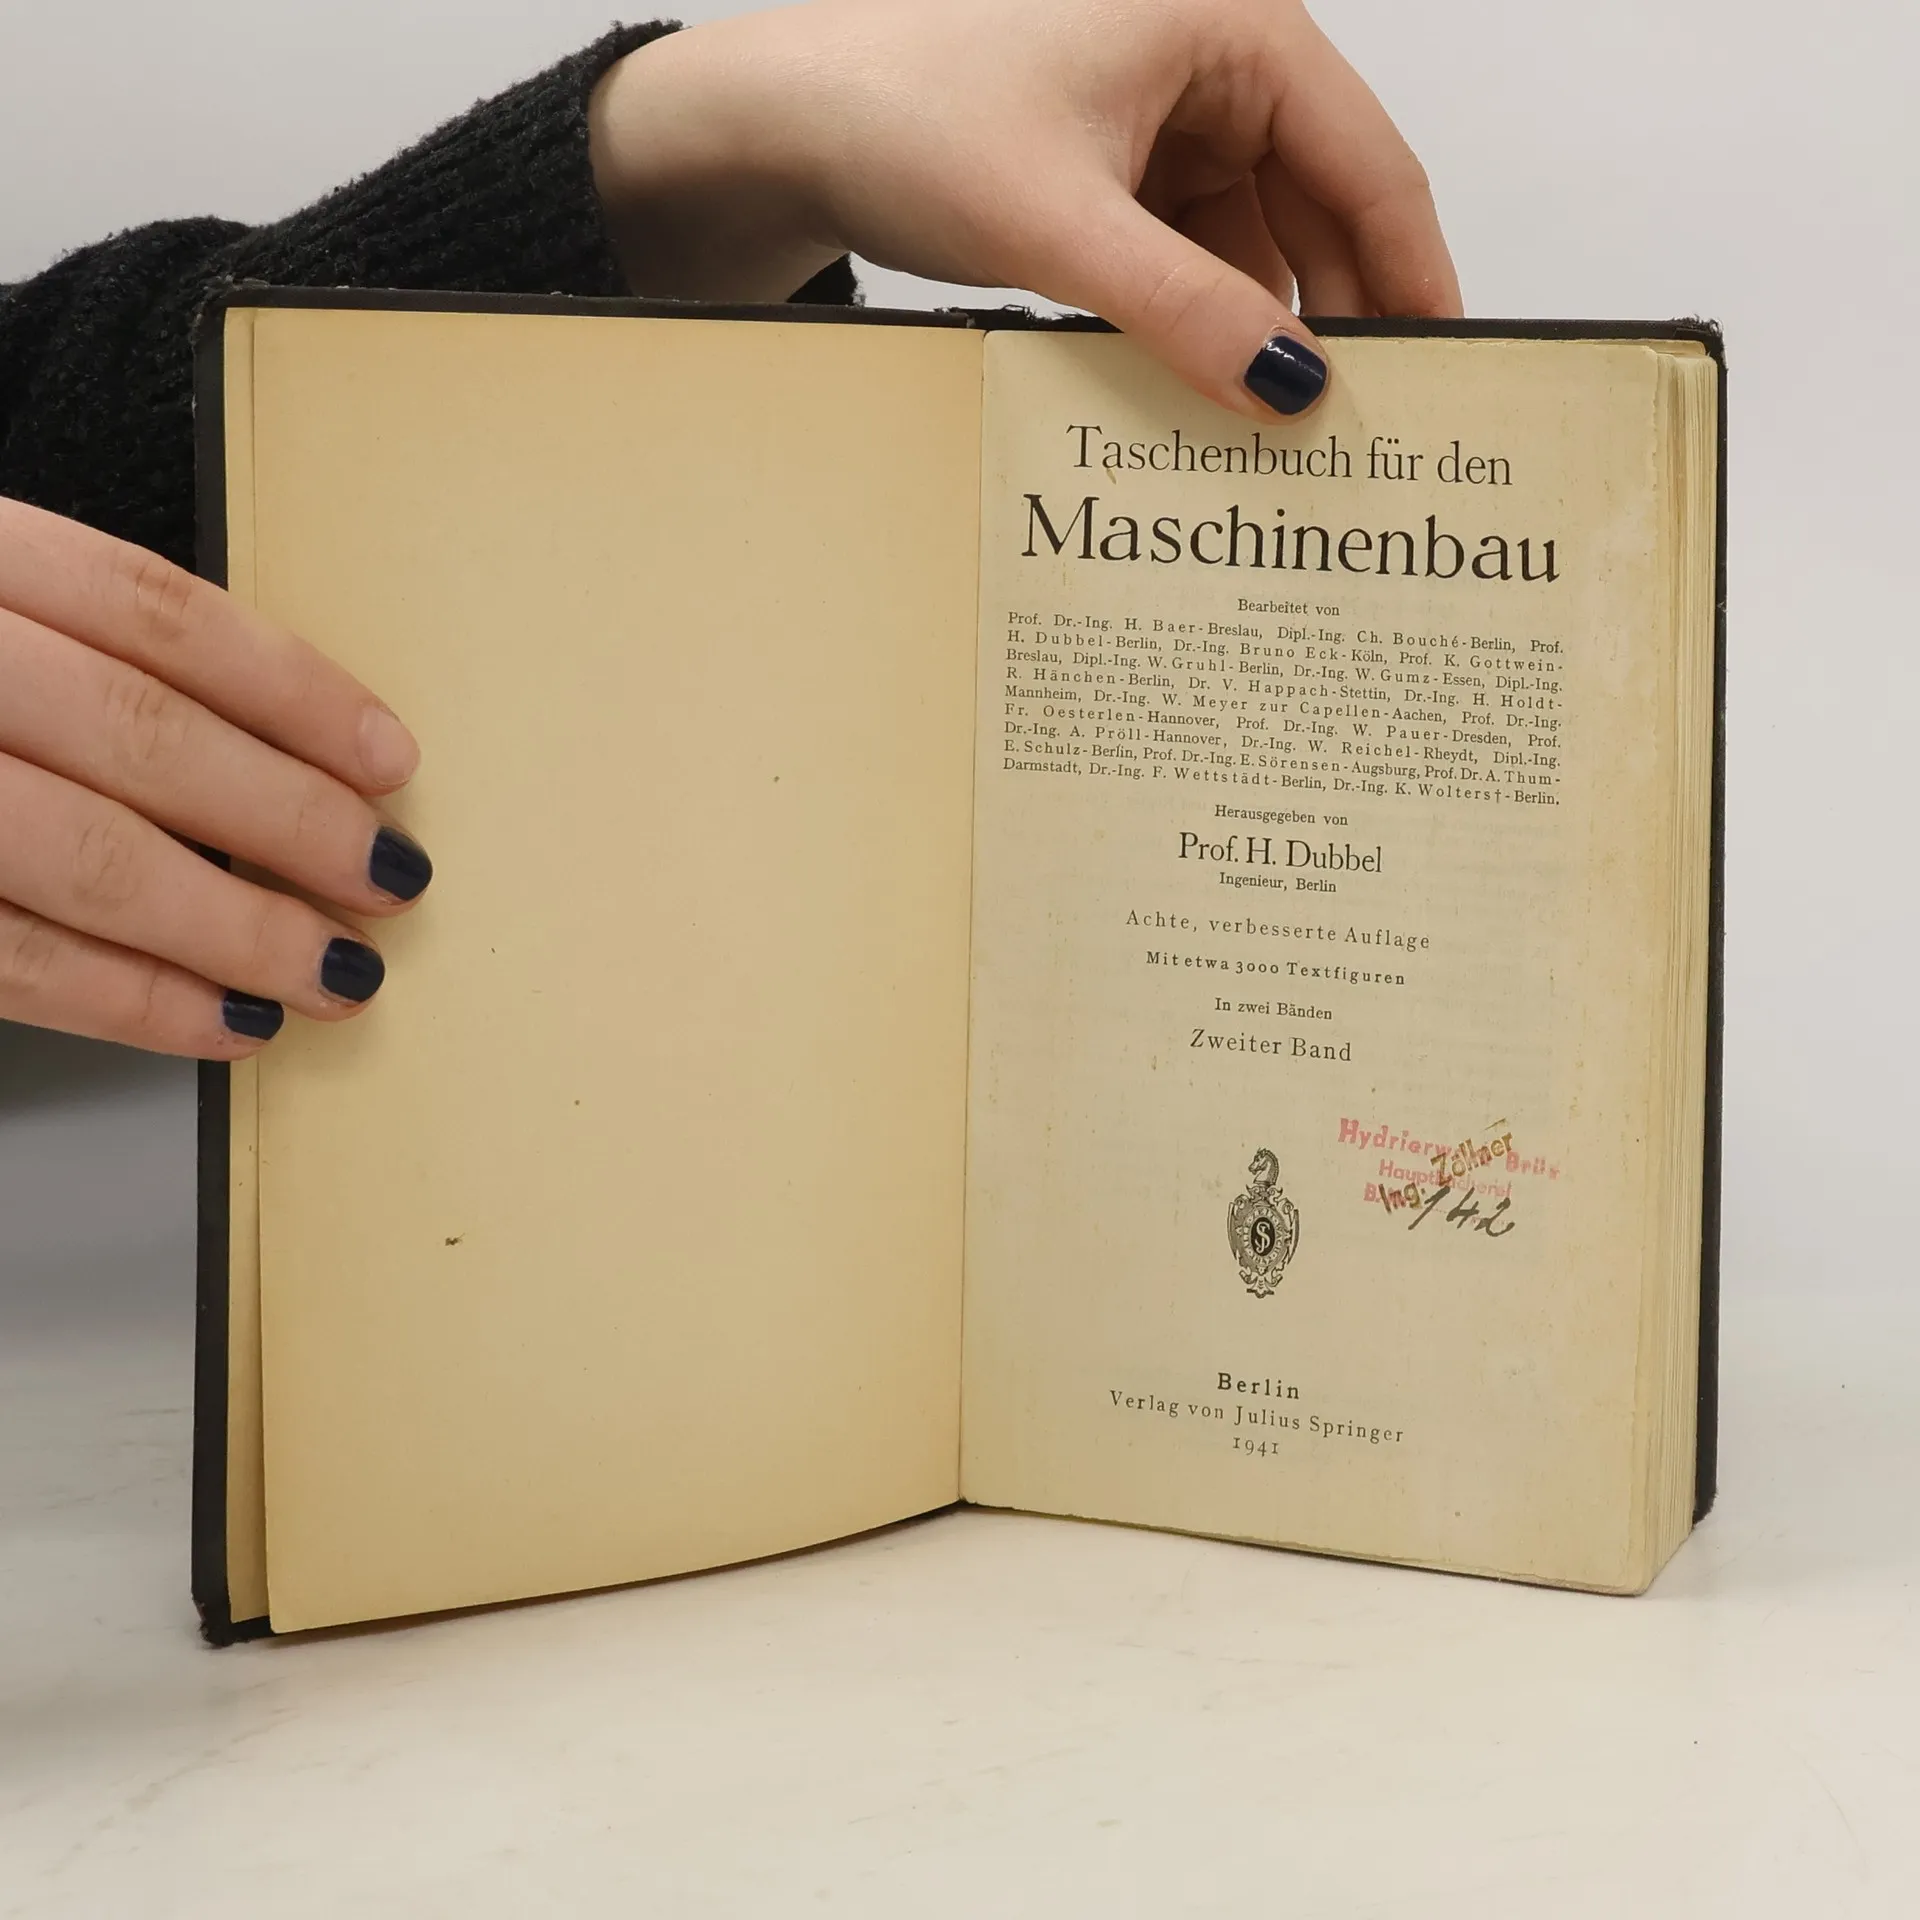 Taschenbuch für den
Maschinenbau
Bearbeitet von
Prof. Dr.-Ing. H. Baer-Breslau, Dipl.-Ing. Ch. Bouché-Berlin, Prof.
H. Dubbel-Berlin, Dr.-Ing. Bruno Eck-Köln, Prof. K. Gottwein-
Breslau, Dipl.-Ing. W. Gruhl-Berlin, Dr.-Ing. W. Gumz-Essen, Dipl.-Ing.
R. Hänchen-Berlin, Dr. V. Happach-Stettin, Dr.-Ing. H. Holdt-
Mannheim, Dr.-Ing. W. Meyer zur Capellen-Aachen, Prof. Dr.-Ing.
Fr. Oesterlen-Hannover, Prof. Dr.-Ing. W. Pauer-Dresden, Prof.
Dr.-Ing. A. Pröll-Hannover, Dr.-Ing. W. Reichel-Rheydt, Dipl.-Ing.
E. Schulz-Berlin, Prof. Dr.-Ing. E. Sörensen-Augsburg, Prof. Dr. A. Thum-
Darmstadt, Dr.-Ing. F. Wettstädt-Berlin, Dr.-Ing. K. Wolters†-Berlin.
Herausgegeben von
Prof. H. Dubbel
Ingenieur, Berlin
Achte, verbesserte Auflage
Mit etwa 3000 Textfiguren
In zwei Bänden
Zweiter Band
Ing. Zöllner
Berlin
Verlag von Julius Springer
1941